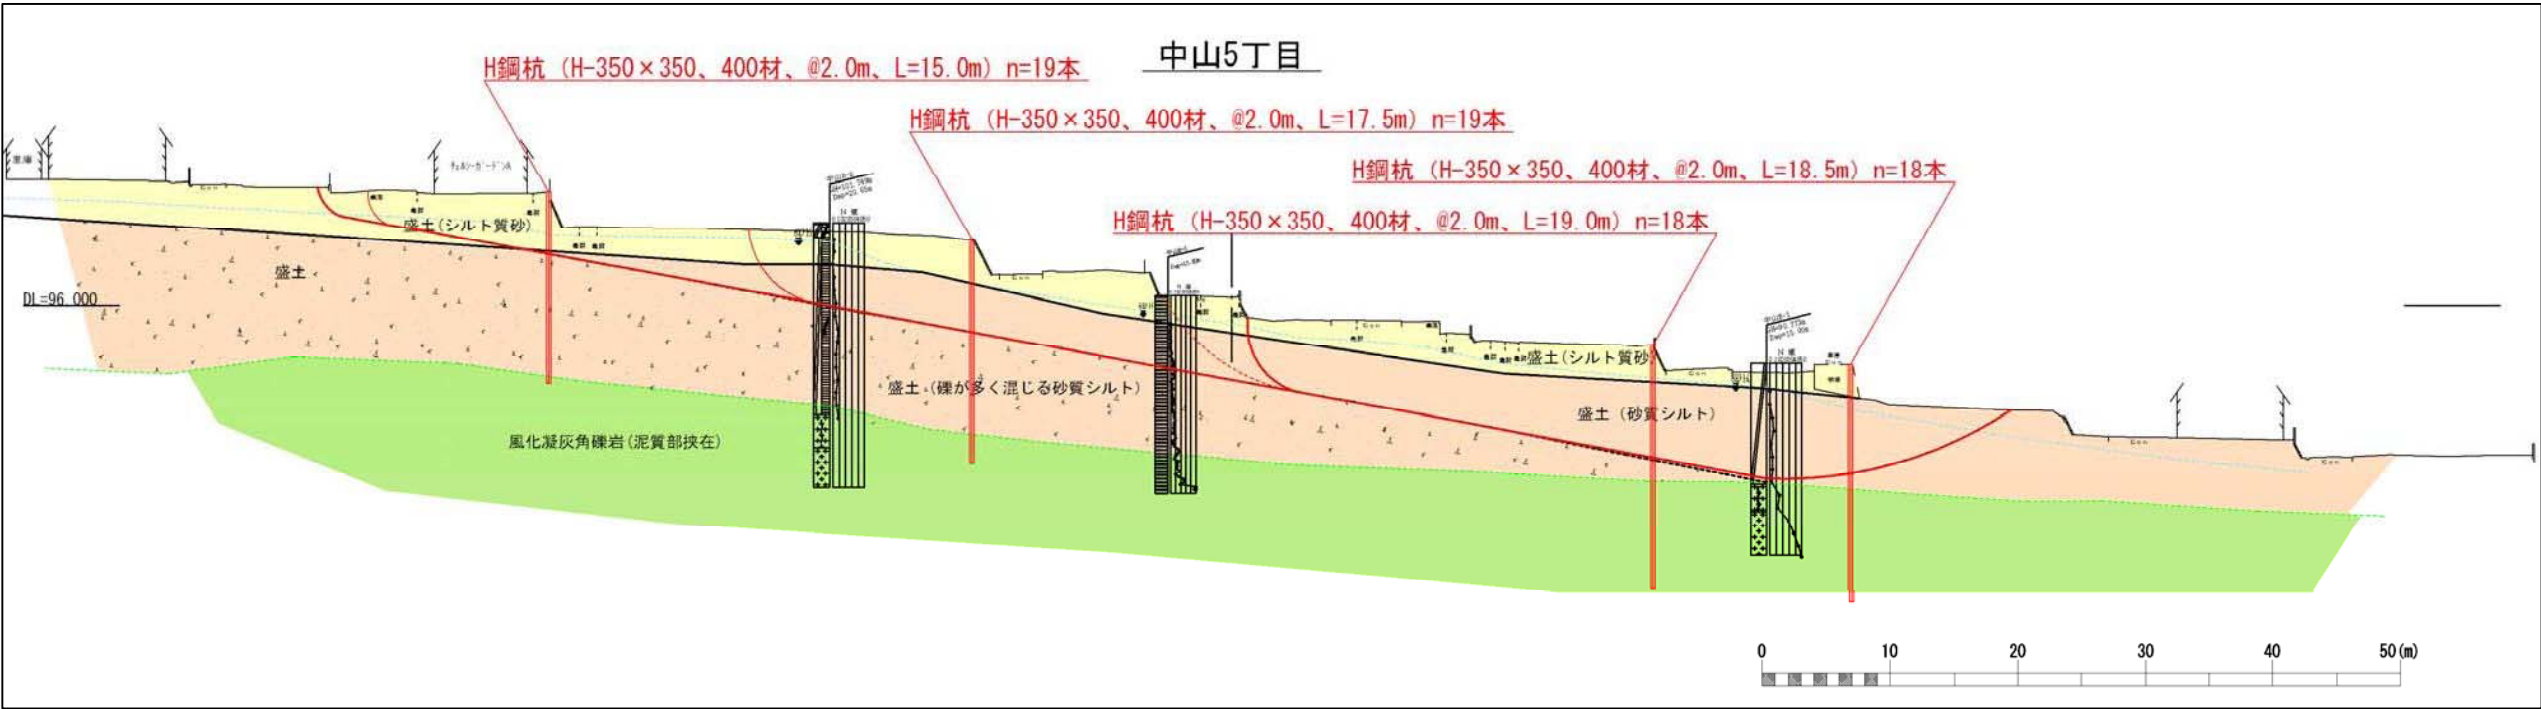 中山5丁目
H鋼杭（H-350×350、400材、@2.0m、L=15.0m）n=19本
H鋼杭（H-350×350、400材、@2.0m、L=17.5m）n=19本
H鋼杭（H-350×350、400材、@2.0m、L=18.5m）n=18本
H鋼杭（H-350×350、400材、@2.0m、L=19.0m）n=18本
盛土(シルト質砂)
盛土
DL=96.000
盛土(シルト質砂)
盛土（礫が多く混じる砂質シルト）
盛土（砂質シルト）
風化凝灰角礫岩(泥質部挟在)
0 10 20 30 40 50(m)